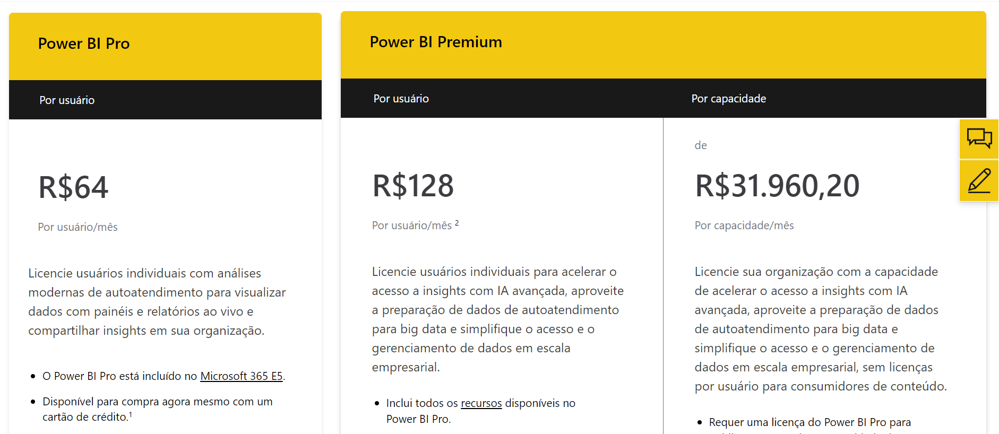 Power BI Pro
Por usuário
R$64
Por usuário/mês
Licencie usuários individuais com análises
modernas de autoatendimento para visualizar
dados com painéis e relatórios ao vivo e
compartilhar insights em sua organização.
O Power BI Pro está incluído no Microsoft 365 E5.
Disponível para compra agora mesmo com um
cartão de crédito.1
Power BI Premium
Por usuário
R$128
Por usuário/mês 2
Licencie usuários individuais para acelerar o
acesso a insights com IA avançada, aproveite
a preparação de dados de autoatendimento
para big data e simplifique o acesso e o
gerenciamento de dados em escala
empresarial.
Inclui todos os recursos disponíveis no
Power BI Pro.
Por capacidade
de
R$31.960,20
Por capacidade/mês
Licencie sua organização com a capacidade
de acelerar o acesso a insights com IA
avançada, aproveite a preparação de dados
de autoatendimento para big data e
simplifique o acesso e o gerenciamento de
dados em escala empresarial, sem licenças
por usuário para consumidores de conteúdo.
Requer uma licença do Power BI Pro para